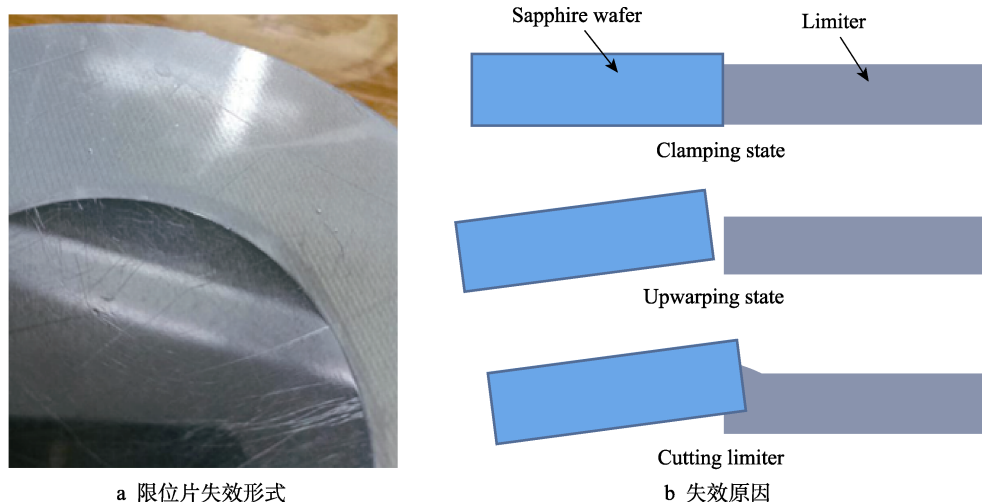 Sapphire wafer
Limiter
Clamping state
Upwarping state
Cutting limiter
a 限位片失效形式
b 失效原因